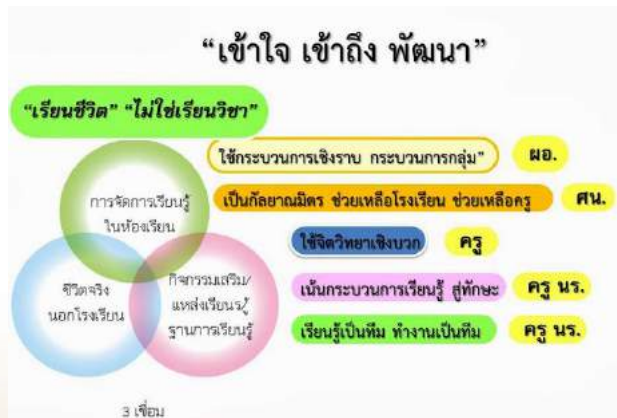 “เข้าใจ เข้าถึง พัฒนา”
“เรียนชีวิต” “ไม่ใช่เรียนวิชา”
ใช้กระบวนการเชิงราบ กระบวนการกลุ่ม” ผอ.
เป็นกัลยาณมิตร ช่วยเหลือโรงเรียน ช่วยเหลือครู ศน.
ใช้จิตวิทยาเชิงบวก ครู
เน้นกระบวนการเรียนรู้ สู่ทักษะ ครู นร.
เรียนรู้เป็นทีม ทำงานเป็นทีม ครู นร.
การจัดการเรียนรู้
ในห้องเรียน
ชีวิตจริง
นอกโรงเรียน
กิจกรรมเสริม/
แหล่งเรียนรู้
ฐานการเรียนรู้
3 เชื่อม